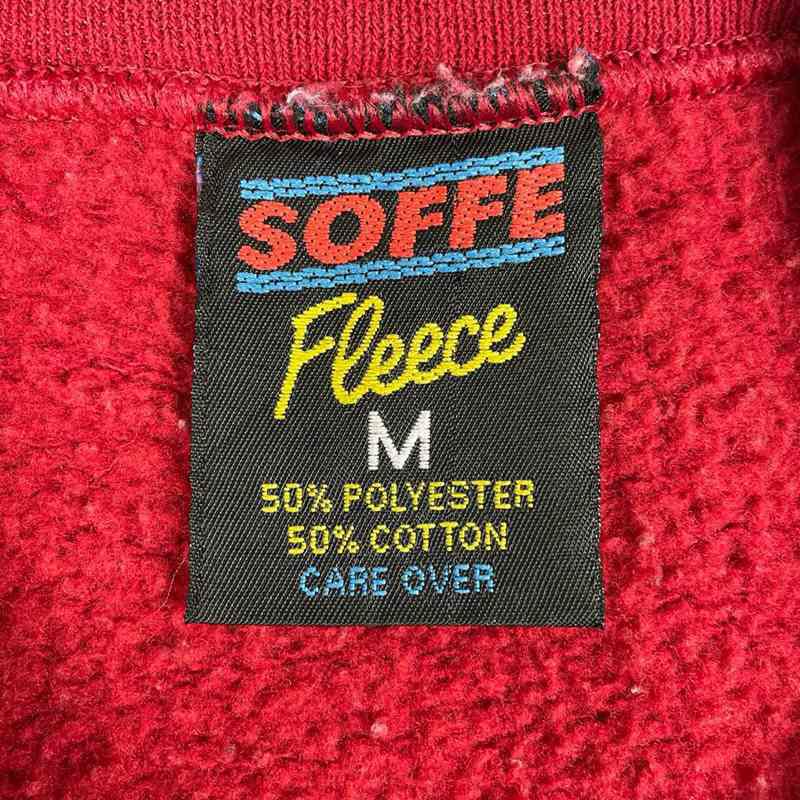 SOFFE
Fleece
M
50% POLYESTER
50% COTTON
CARE OVER